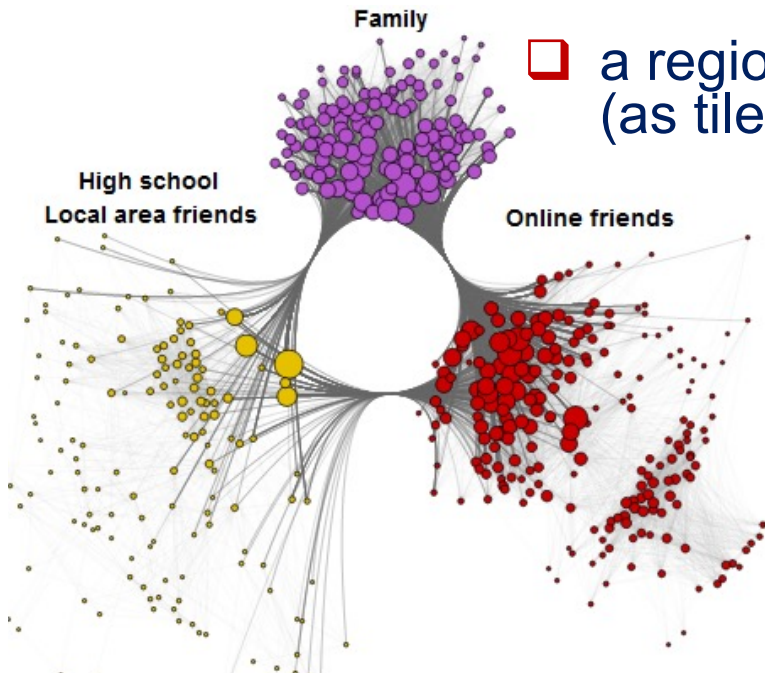 Family
a regio
(as tile
High school
Local area friends
Online friends